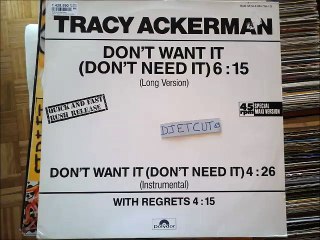 TRACY ACKERMAN
DON'T WANT IT
(DON'T NEED IT) 6:15
(Long Version)
QUICK AND FAST
RUSH RELEASE
45 rpm
SPECIAL
MAXI VERSION
DJETCUT
DON'T WANT IT (DON'T NEED IT) 4:26
(Instrumental)
WITH REGRETS 4:15
polydor